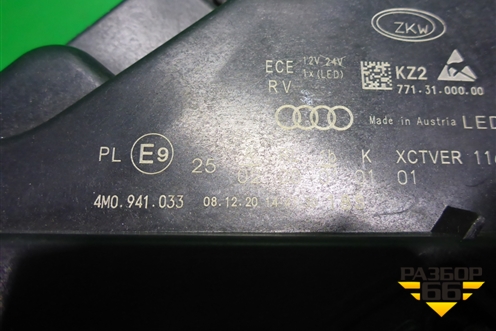 ZKW
ECE 12V 24V
RV 1x(LED)
KZ2
771.31.000.00
Made in Austria LED
PL E9 25 K XCTVER 11
01 01
4M0.941.033 08.12.20
РАЗБОР
66